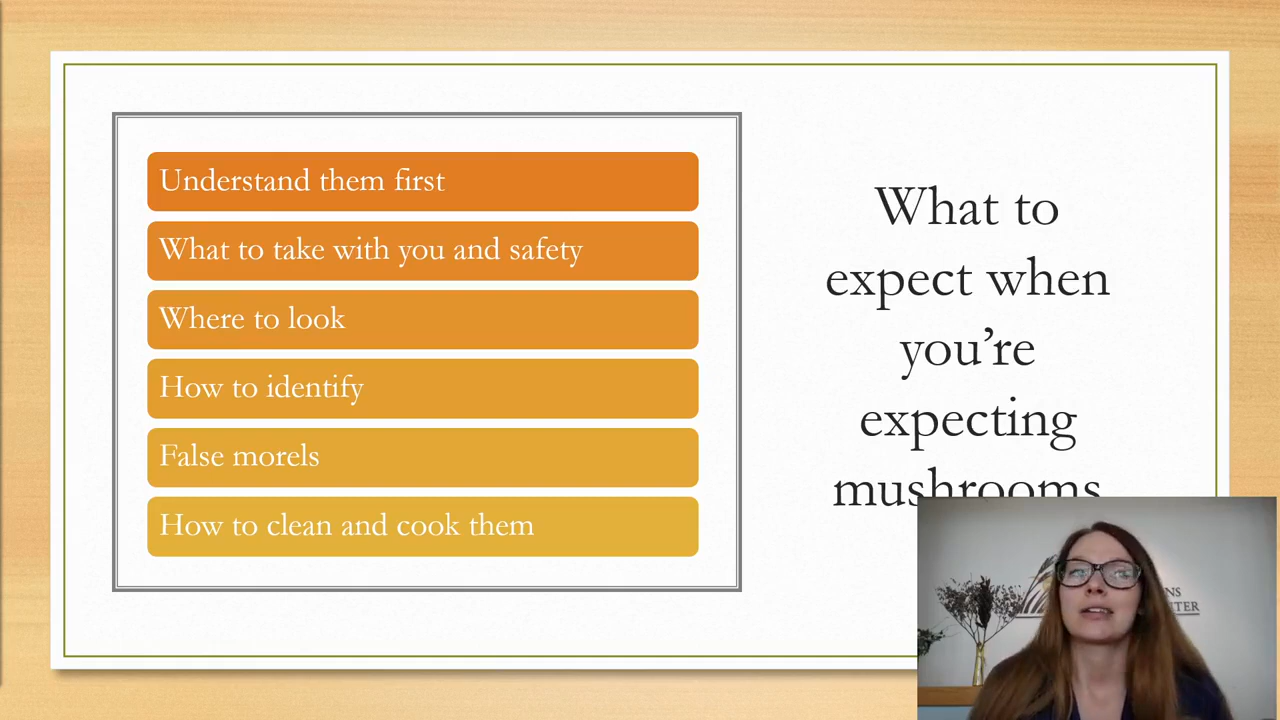 Understand them first
What to take with you and safety
Where to look
How to identify
False morels
How to clean and cook them
What to
expect when
you’re
expecting
mushrooms